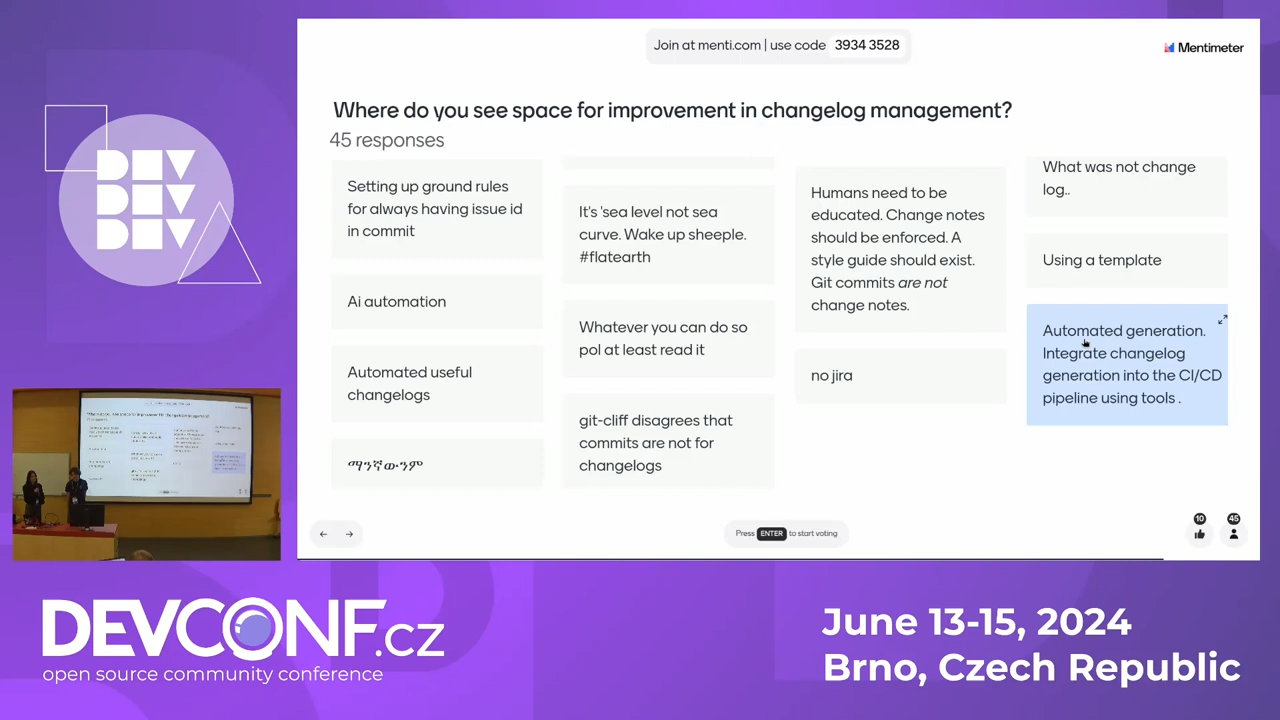 Join at menti.com | use code 3934 3528
Mentimeter
Where do you see space for improvement in changelog management?
45 responses
Setting up ground rules
for always having issue id
in commit
Ai automation
Automated useful
changelogs
ማንኛውንም
It's 'sea level not sea
curve. Wake up sheeple.
#flatearth
Whatever you can do so
pol at least read it
git-cliff disagrees that
commits are not for
changelogs
Humans need to be
educated. Change notes
should be enforced. A
style guide should exist.
Git commits are not
change notes.
no jira
What was not change
log..
Using a template
Automated generation.
Integrate changelog
generation into the CI/CD
pipeline using tools .
Press ENTER to start voting
10
45
DEV
DEV
DEV
DEVCONF.cz
open source community conference
June 13-15, 2024
Brno, Czech Republic